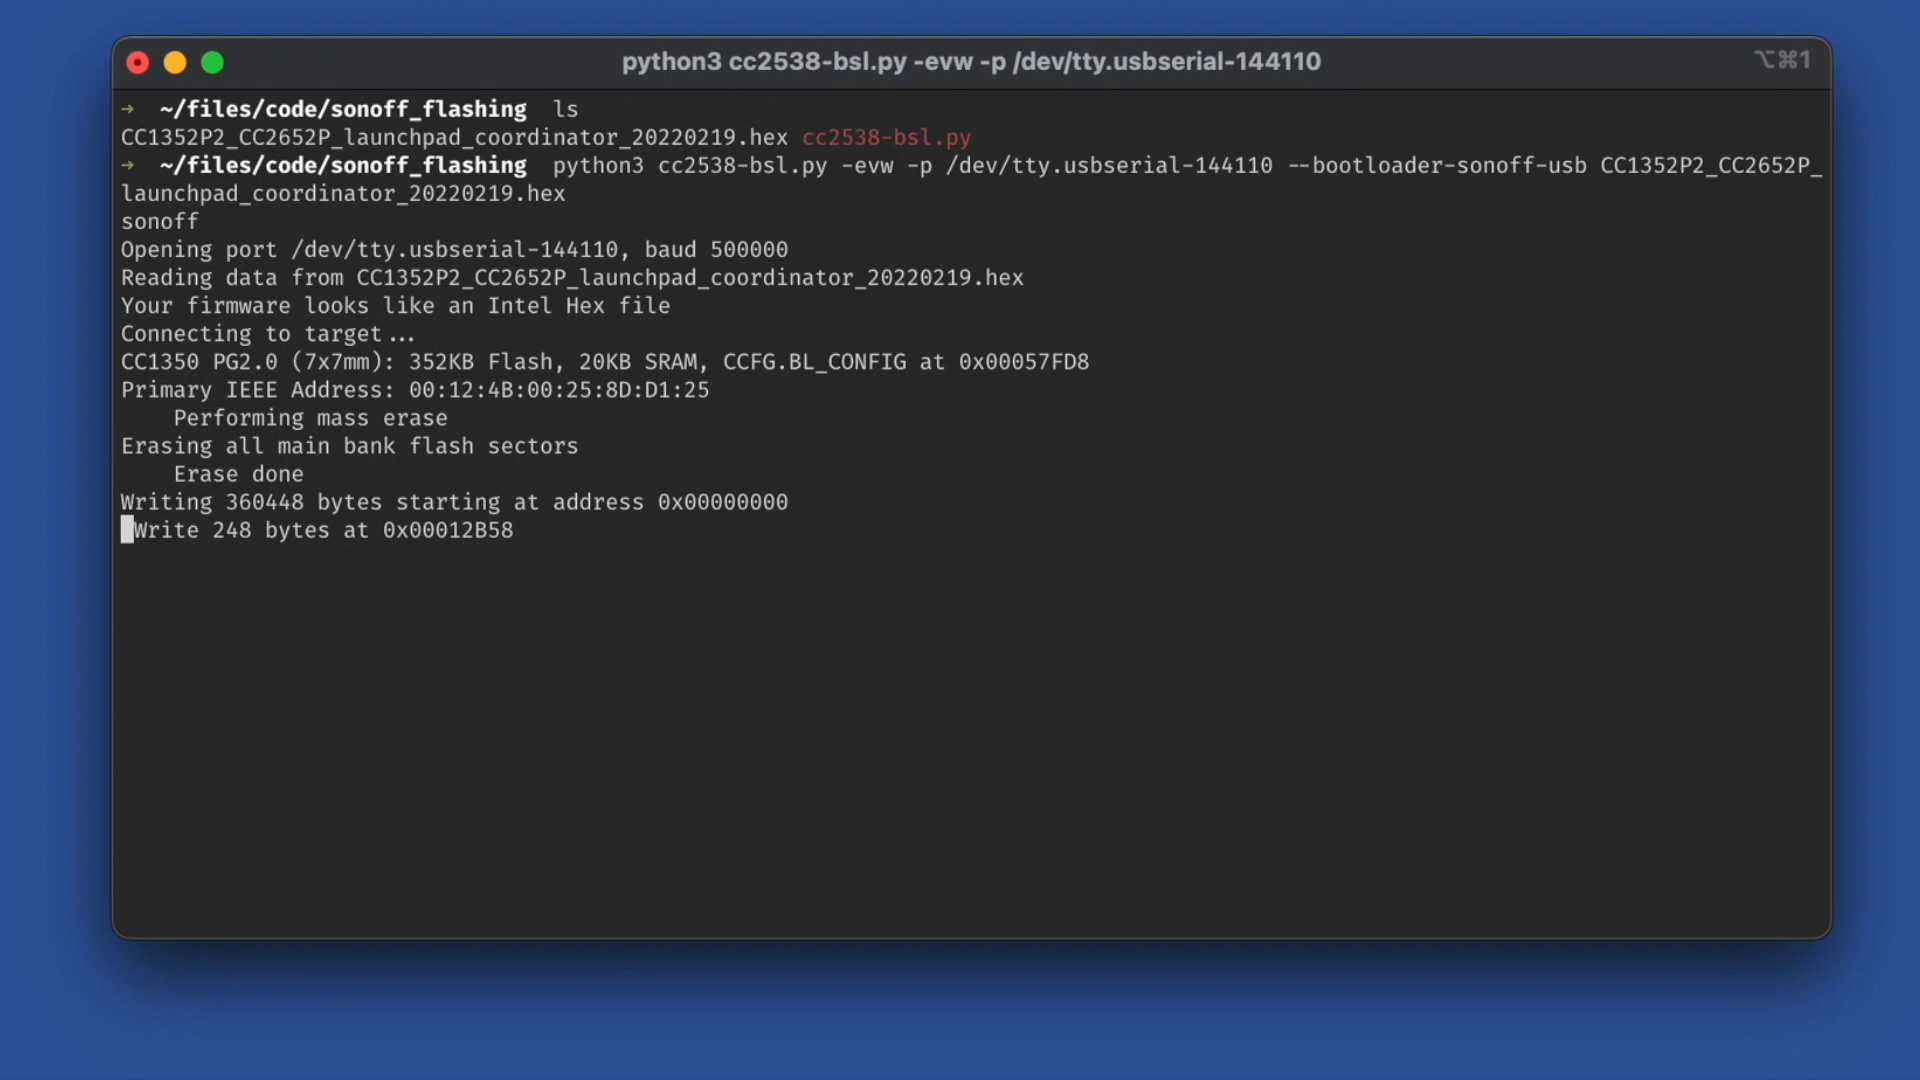 python3 cc2538-bsl.py -evw -p /dev/tty.usbserial-144110
⌥⌘1
→ ~/files/code/sonoff_flashing ls
CC1352P2_CC2652P_launchpad_coordinator_20220219.hex cc2538-bsl.py
→ ~/files/code/sonoff_flashing python3 cc2538-bsl.py -evw -p /dev/tty.usbserial-144110 --bootloader-sonoff-usb CC1352P2_CC2652P_
launchpad_coordinator_20220219.hex
sonoff
Opening port /dev/tty.usbserial-144110, baud 500000
Reading data from CC1352P2_CC2652P_launchpad_coordinator_20220219.hex
Your firmware looks like an Intel Hex file
Connecting to target...
CC1350 PG2.0 (7x7mm): 352KB Flash, 20KB SRAM, CCFG.BL_CONFIG at 0x00057FD8
Primary IEEE Address: 00:12:4B:00:25:8D:D1:25
    Performing mass erase
Erasing all main bank flash sectors
    Erase done
Writing 360448 bytes starting at address 0x00000000
Write 248 bytes at 0x00012B58